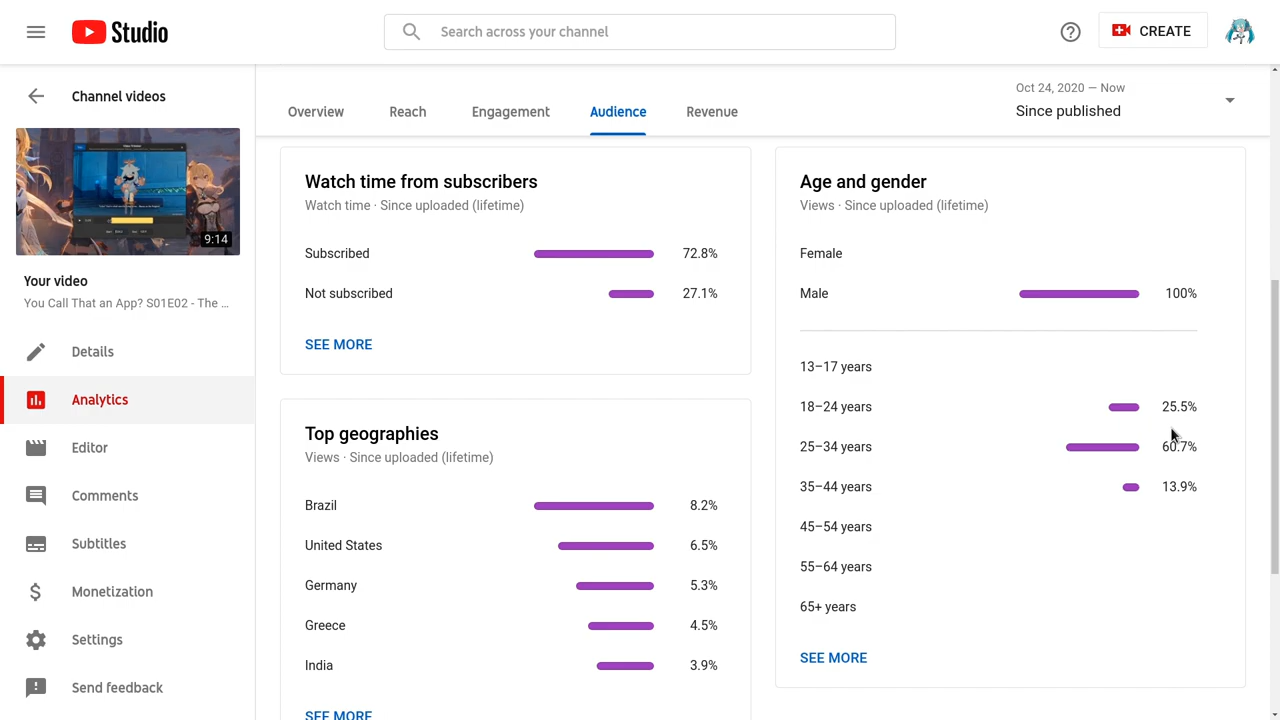 Studio
Search across your channel
CREATE
Channel videos
9:14
Your video
You Call That an App? S01E02 - The ...
Details
Analytics
Editor
Comments
Subtitles
Monetization
Settings
Send feedback
Overview
Reach
Engagement
Audience
Revenue
Oct 24, 2020 – Now
Since published
Watch time from subscribers
Watch time · Since uploaded (lifetime)
Subscribed 72.8%
Not subscribed 27.1%
SEE MORE
Top geographies
Views · Since uploaded (lifetime)
Brazil 8.2%
United States 6.5%
Germany 5.3%
Greece 4.5%
India 3.9%
SEE MORE
Age and gender
Views · Since uploaded (lifetime)
Female
Male 100%
13–17 years
18–24 years 25.5%
25–34 years 60.7%
35–44 years 13.9%
45–54 years
55–64 years
65+ years
SEE MORE